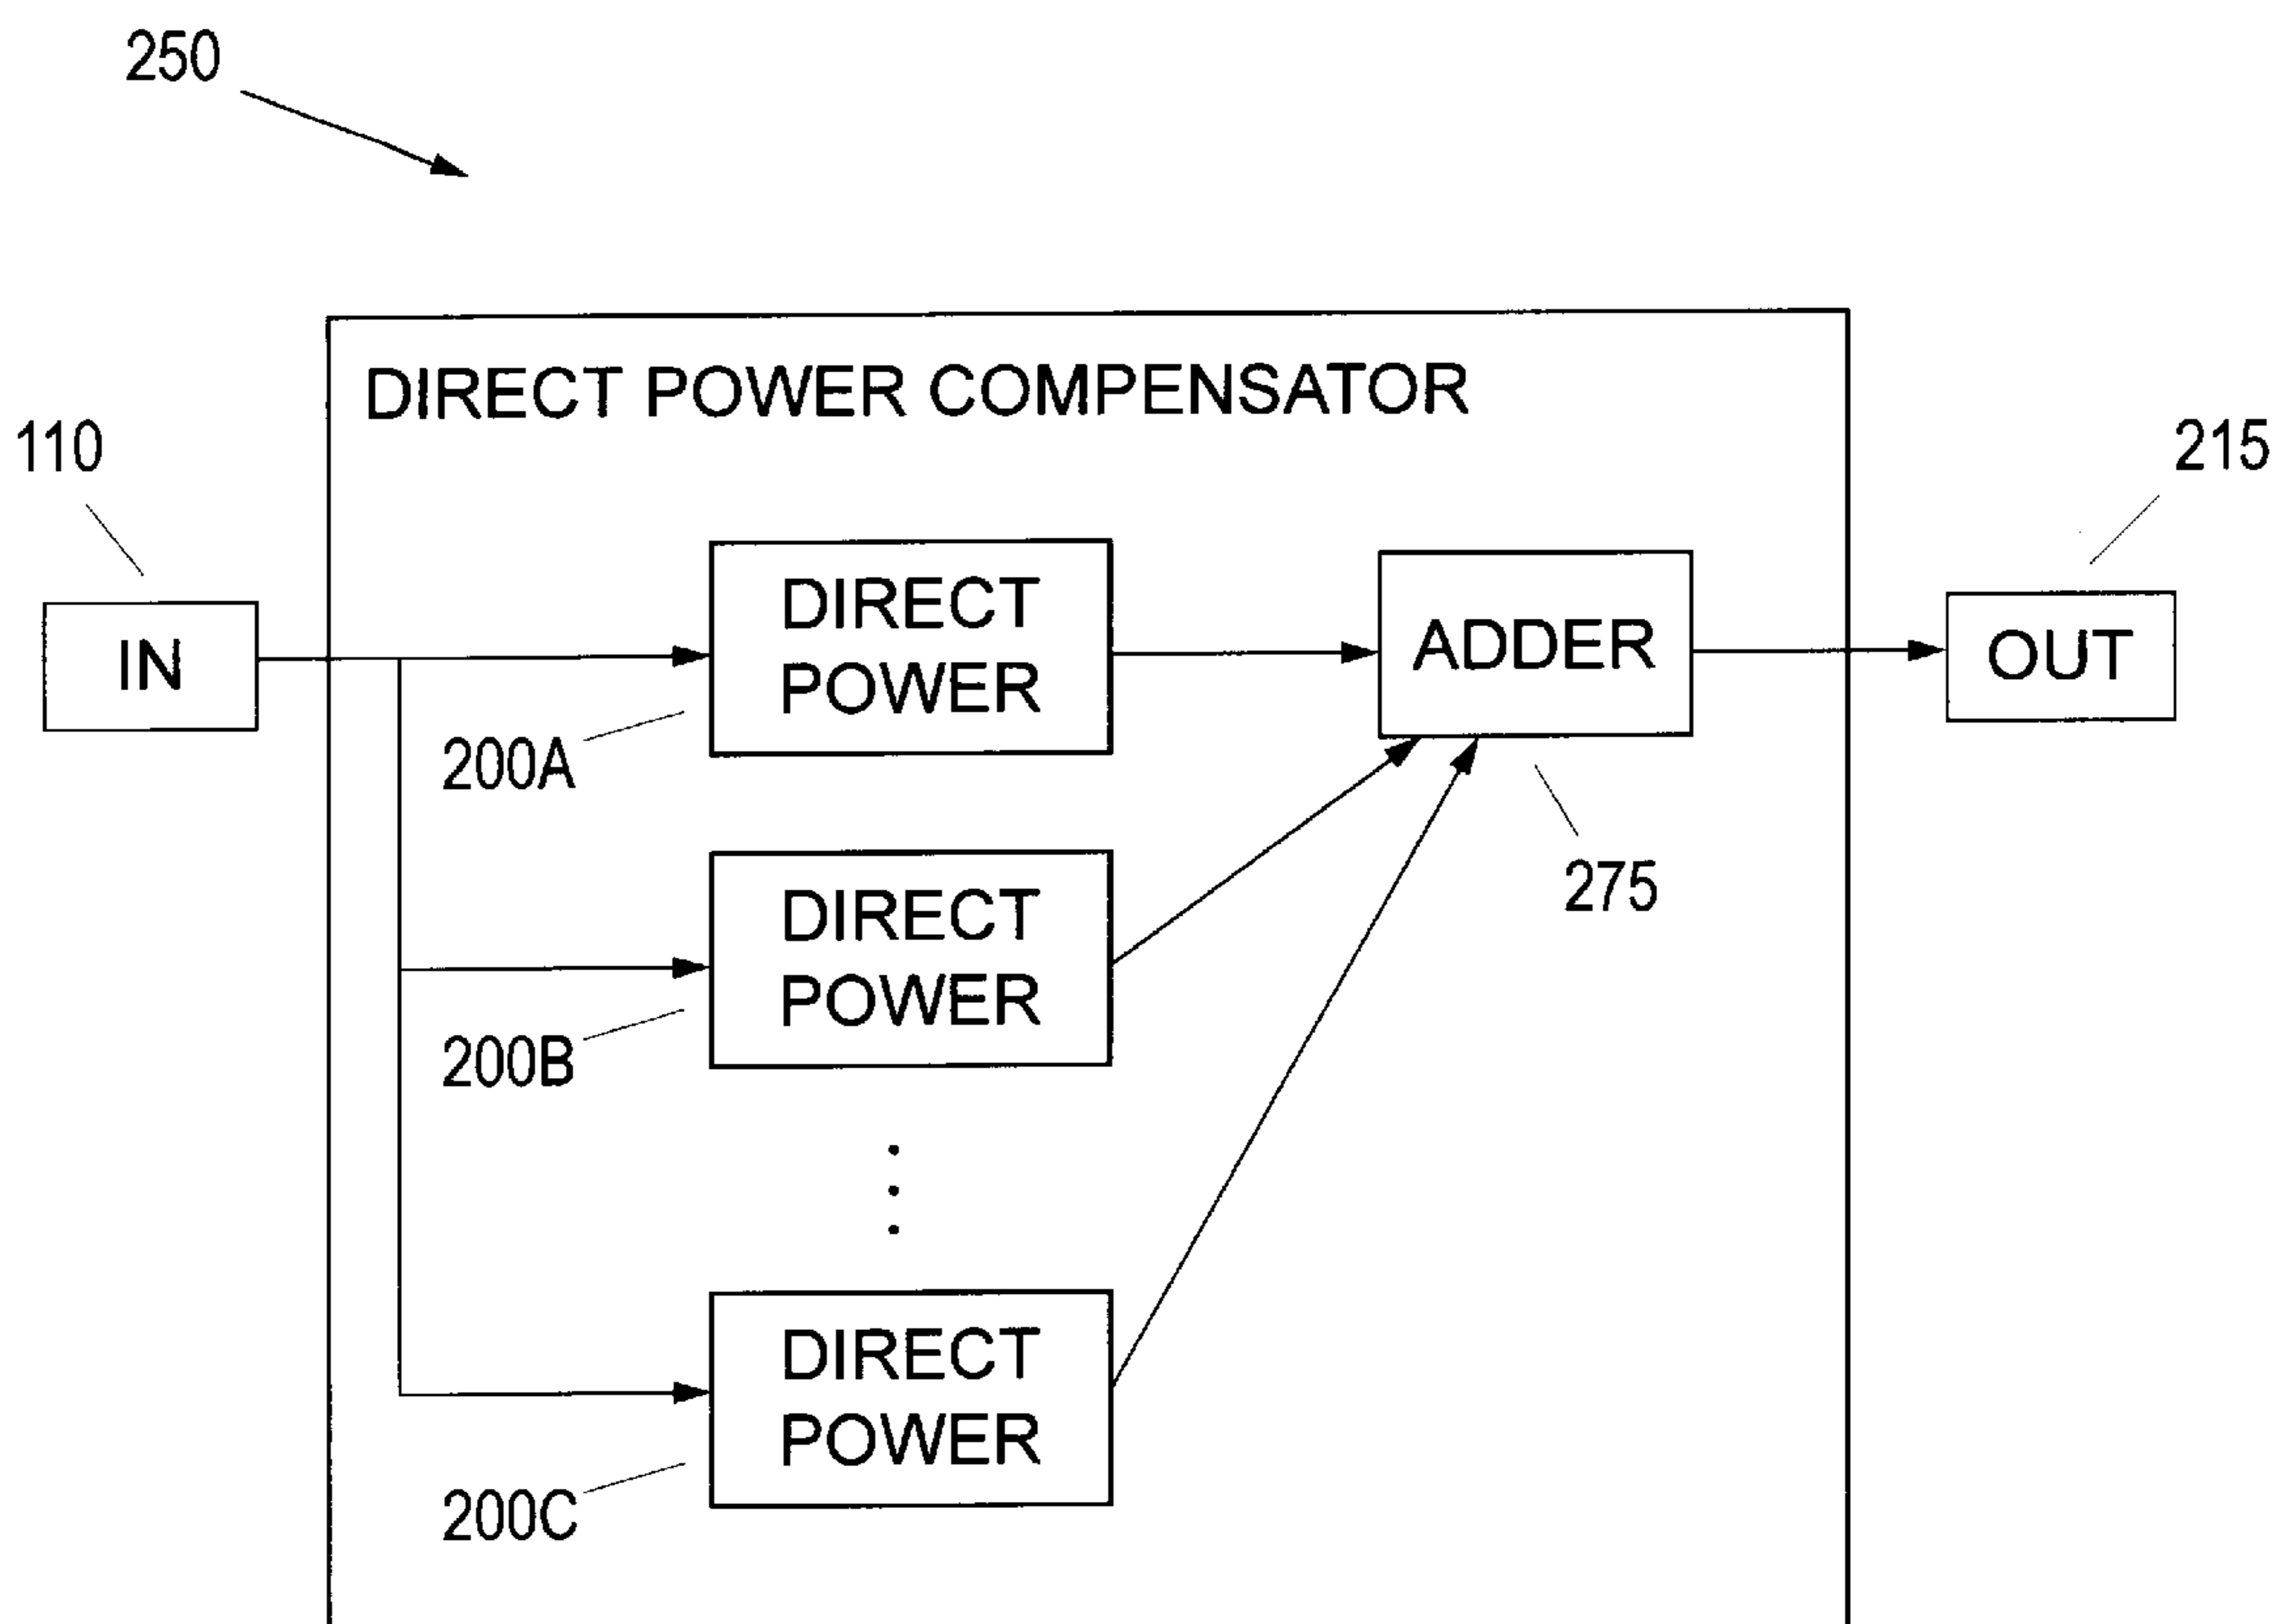 250
DIRECT POWER COMPENSATOR
110
215
IN
DIRECT
POWER
ADDER
OUT
200A
275
DIRECT
POWER
200B
DIRECT
POWER
200C